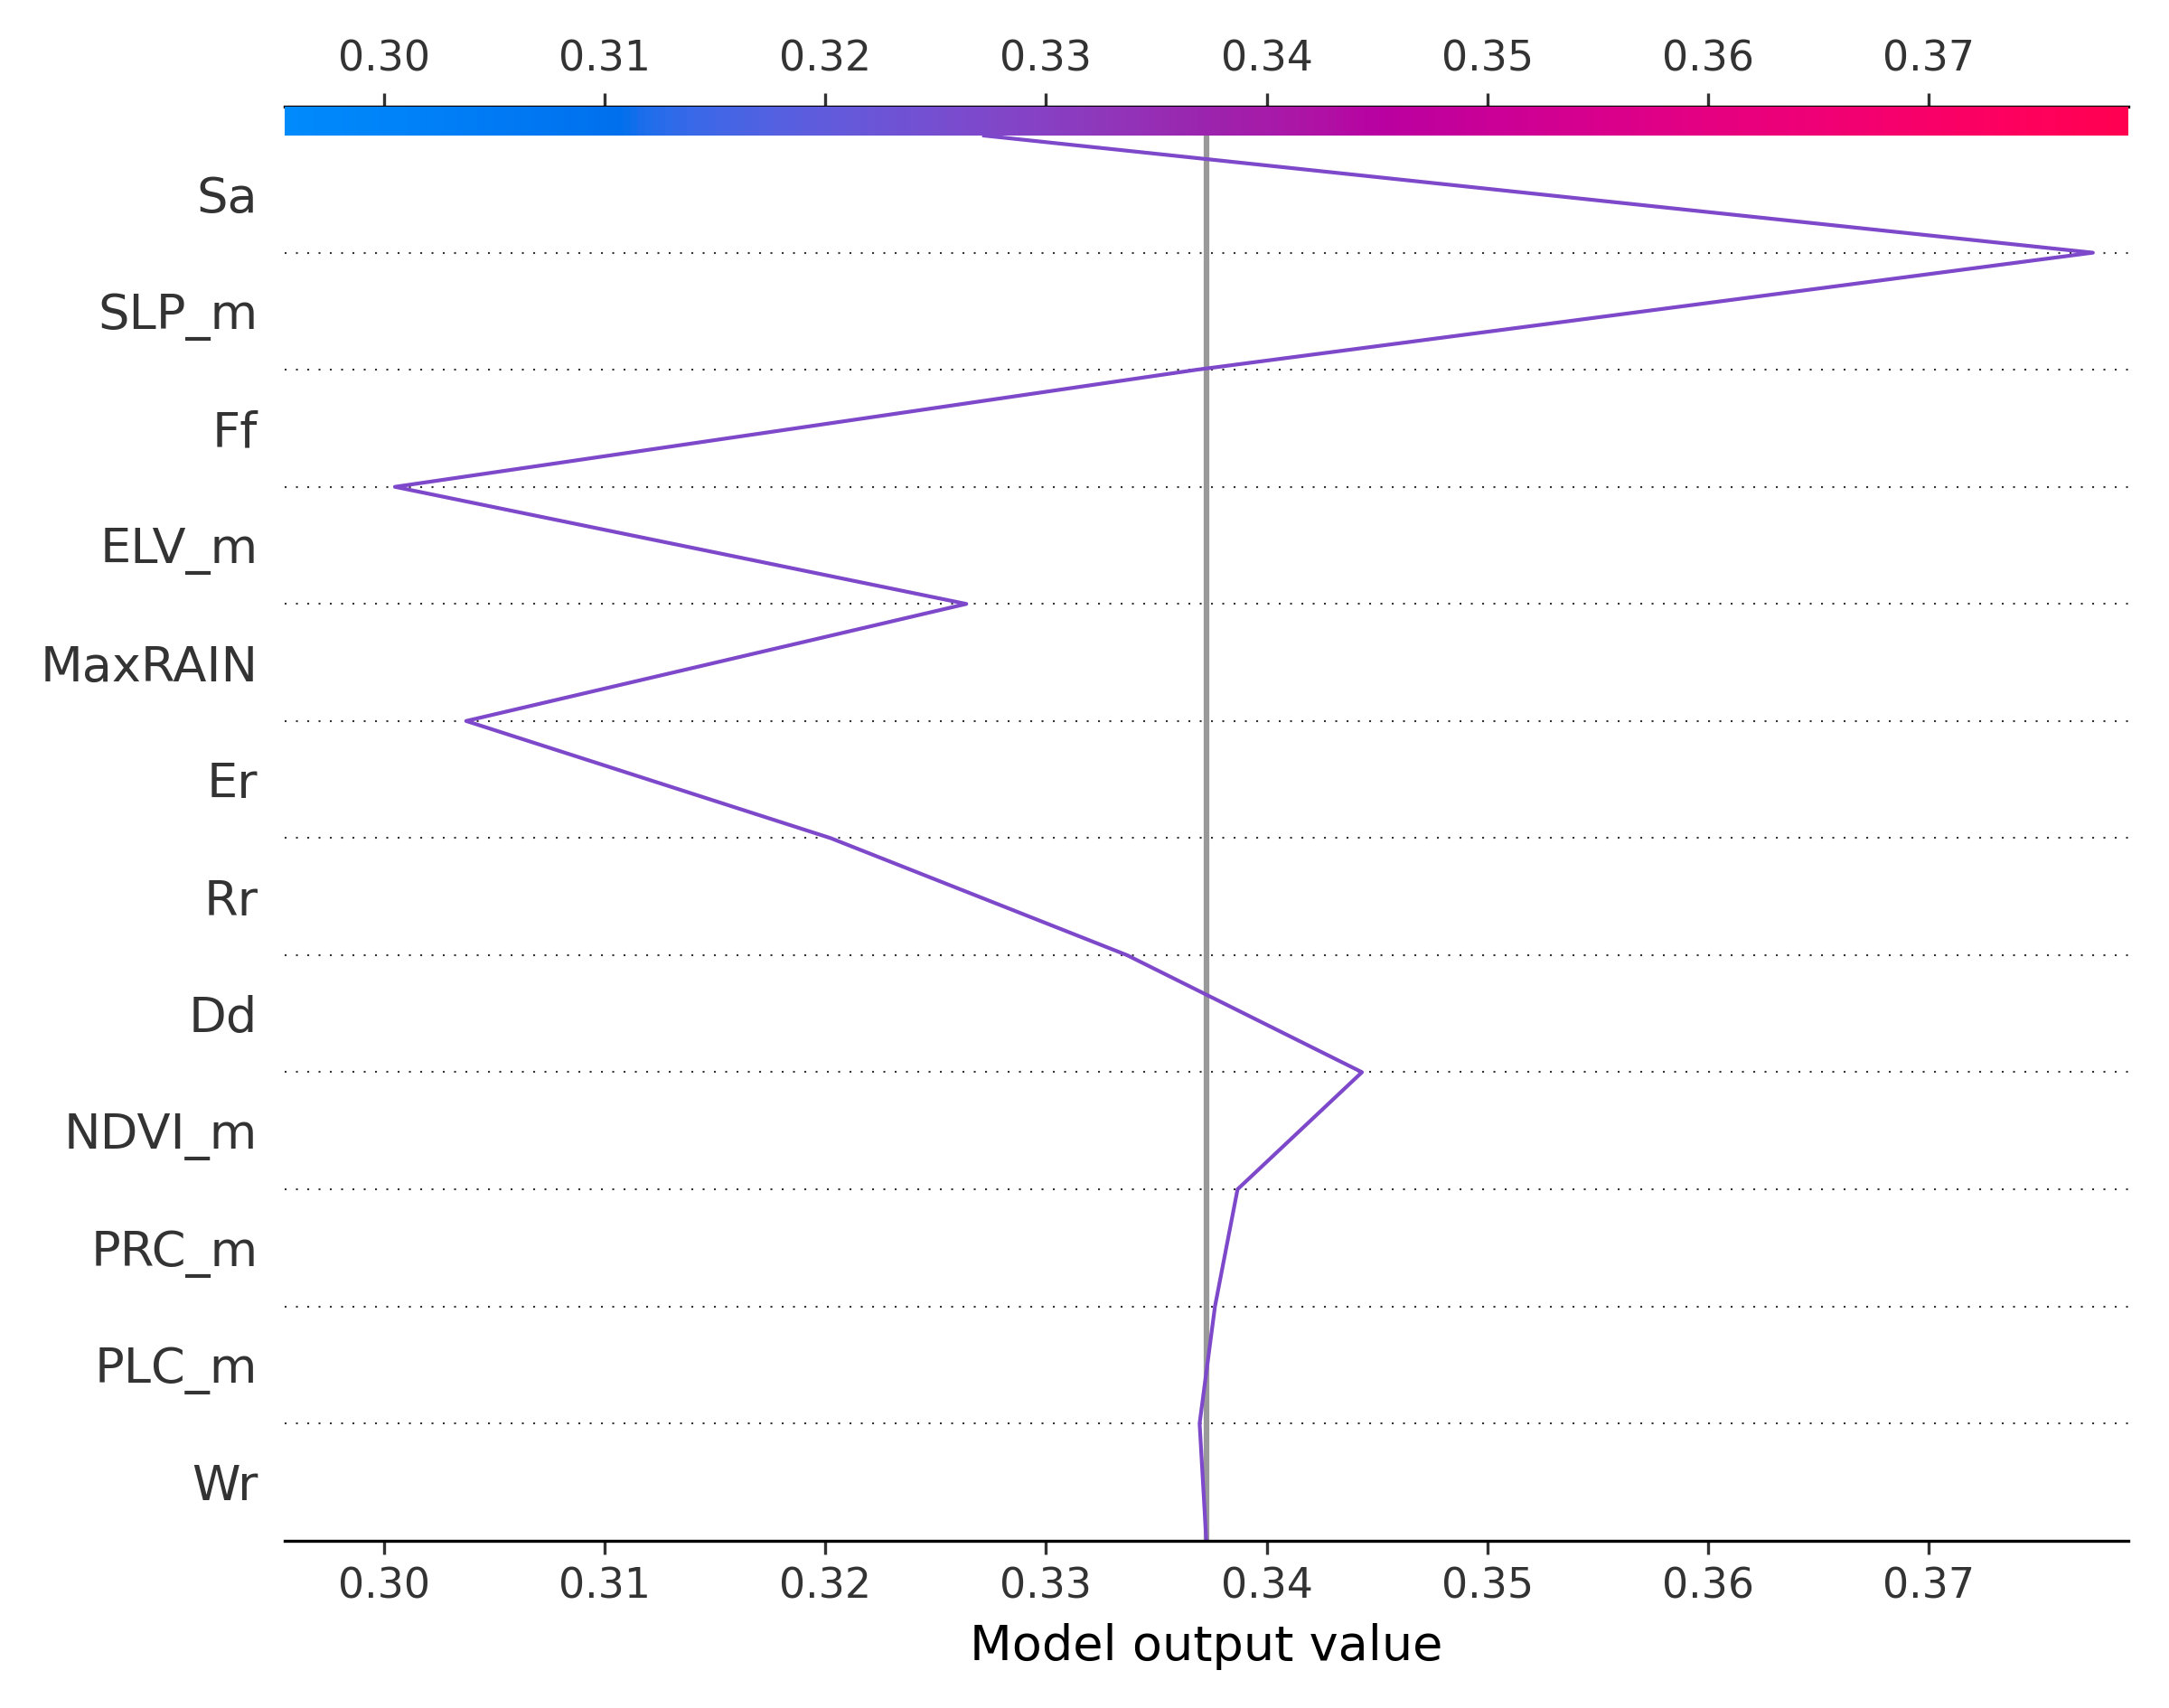 0.30 0.31 0.32 0.33 0.34 0.35 0.36 0.37
Sa
SLP_m
Ff
ELV_m
MaxRAIN
Er
Rr
Dd
NDVI_m
PRC_m
PLC_m
Wr
0.30 0.31 0.32 0.33 0.34 0.35 0.36 0.37
Model output value